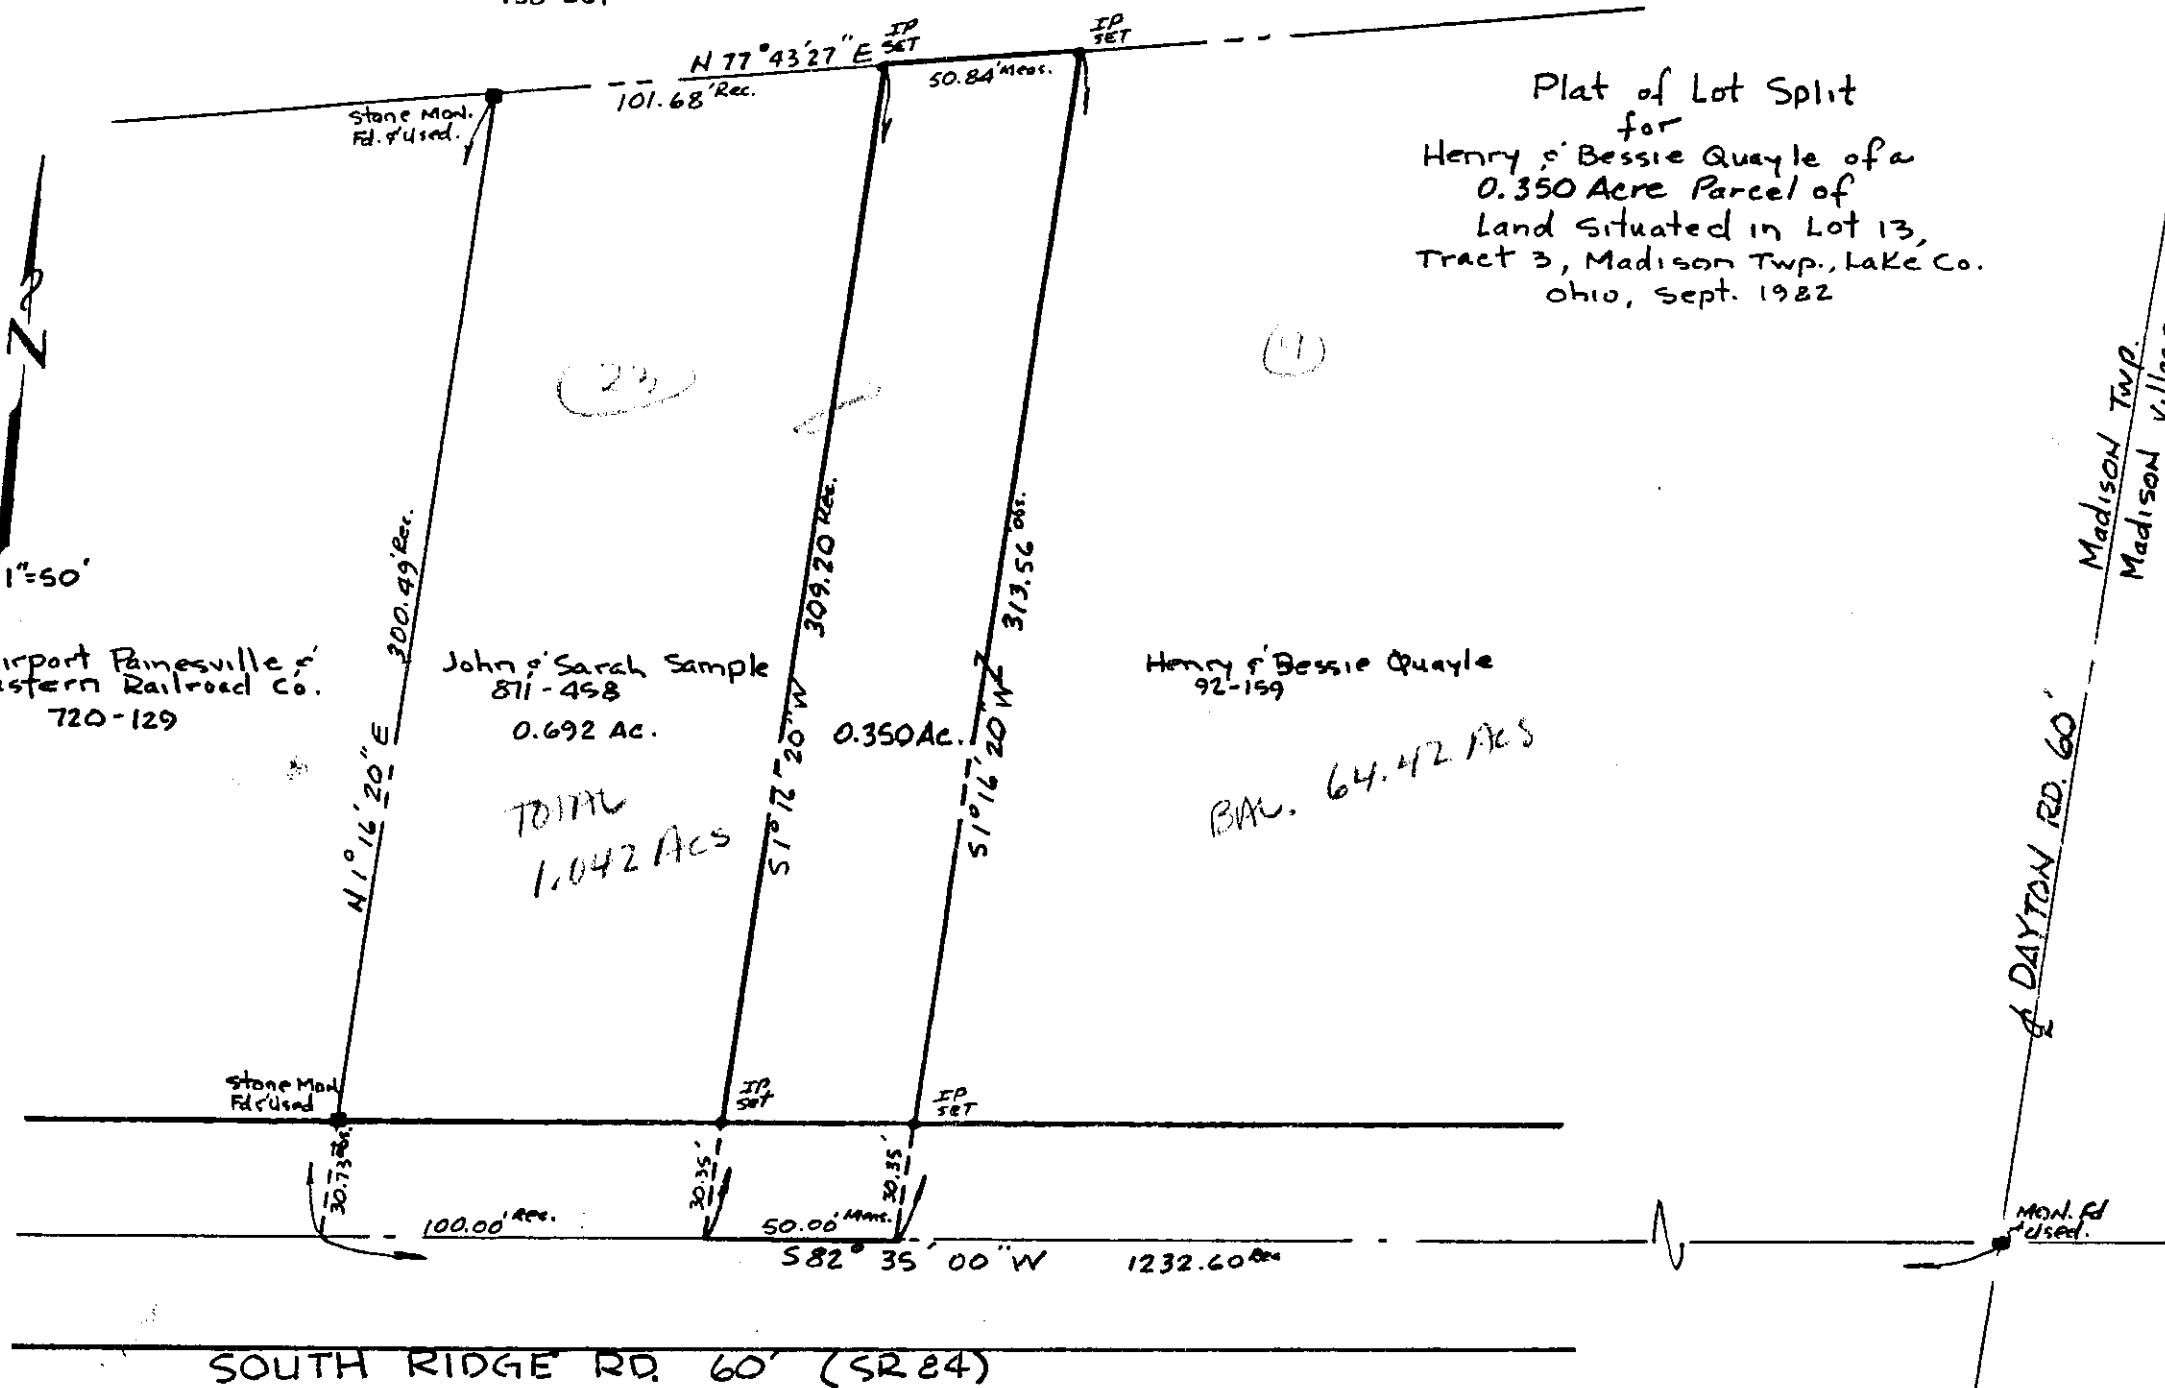 IP
SET
IP
SET
N 77°43'27" E
101.68' Rec.
50.84' Meas.
Stone MON.
Fd. & Used.
Plat of Lot Split
for
Henry & Bessie Quayle of a
0.350 Acre Parcel of
Land Situated in Lot 13,
Tract 3, Madison Twp., Lake Co.
Ohio, Sept. 1982
Z
23
1"=50'
300.49' Rec.
309.20 Rec.
313.56' obs.
Madison Twp.
Madison Village
irport Painesville &
stern Railroad Co.
720-129
John & Sarah Sample
871-458
0.692 Ac.
TOTAL
1.042 Acs
0.350 Ac.
Henry & Bessie Quayle
92-159
BAL. 64.42 Acs
N 1° 16' 20" E
S 1° 16' 20" W
S 1° 16' 20" W
DAYTON RD. 60'
Stone Mon
Fd & Used
IP
Set
IP
SET
30.73' obs.
30.35'
30.35'
100.00' Rec.
50.00' Meas.
S 82° 35' 00" W
1232.60' Rec
MON. Fd
& Used.
SOUTH RIDGE RD. 60' (SR 84)